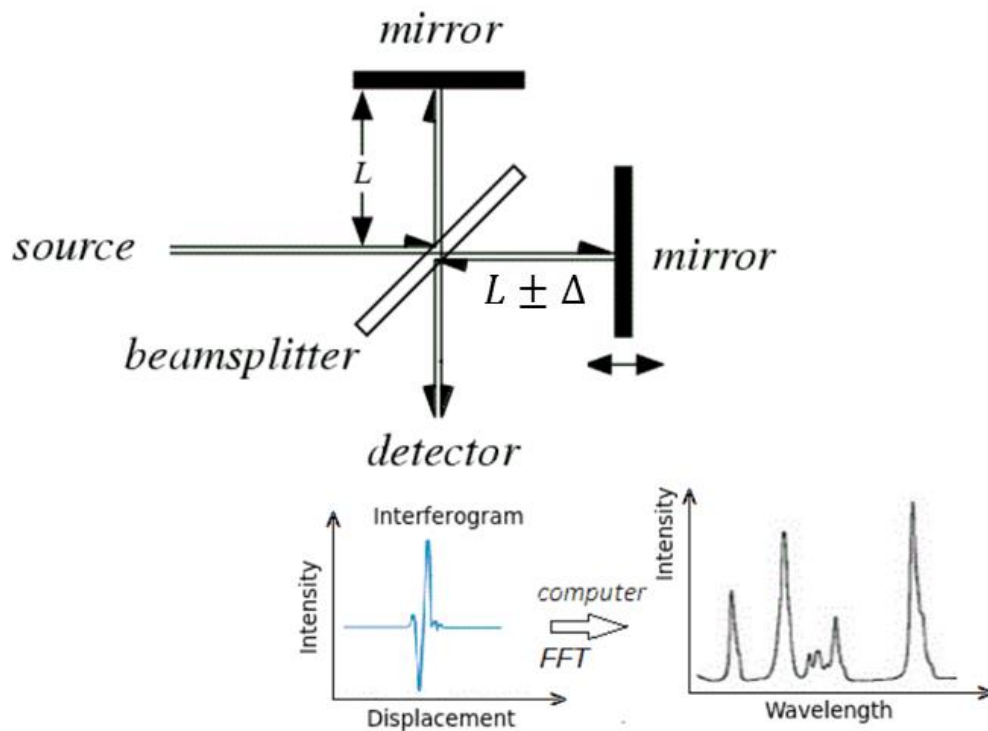 mirror
L
source
mirror
L ± Δ
beamsplitter
detector
Interferogram
Intensity
Displacement
computer
FFT
Intensity
Wavelength